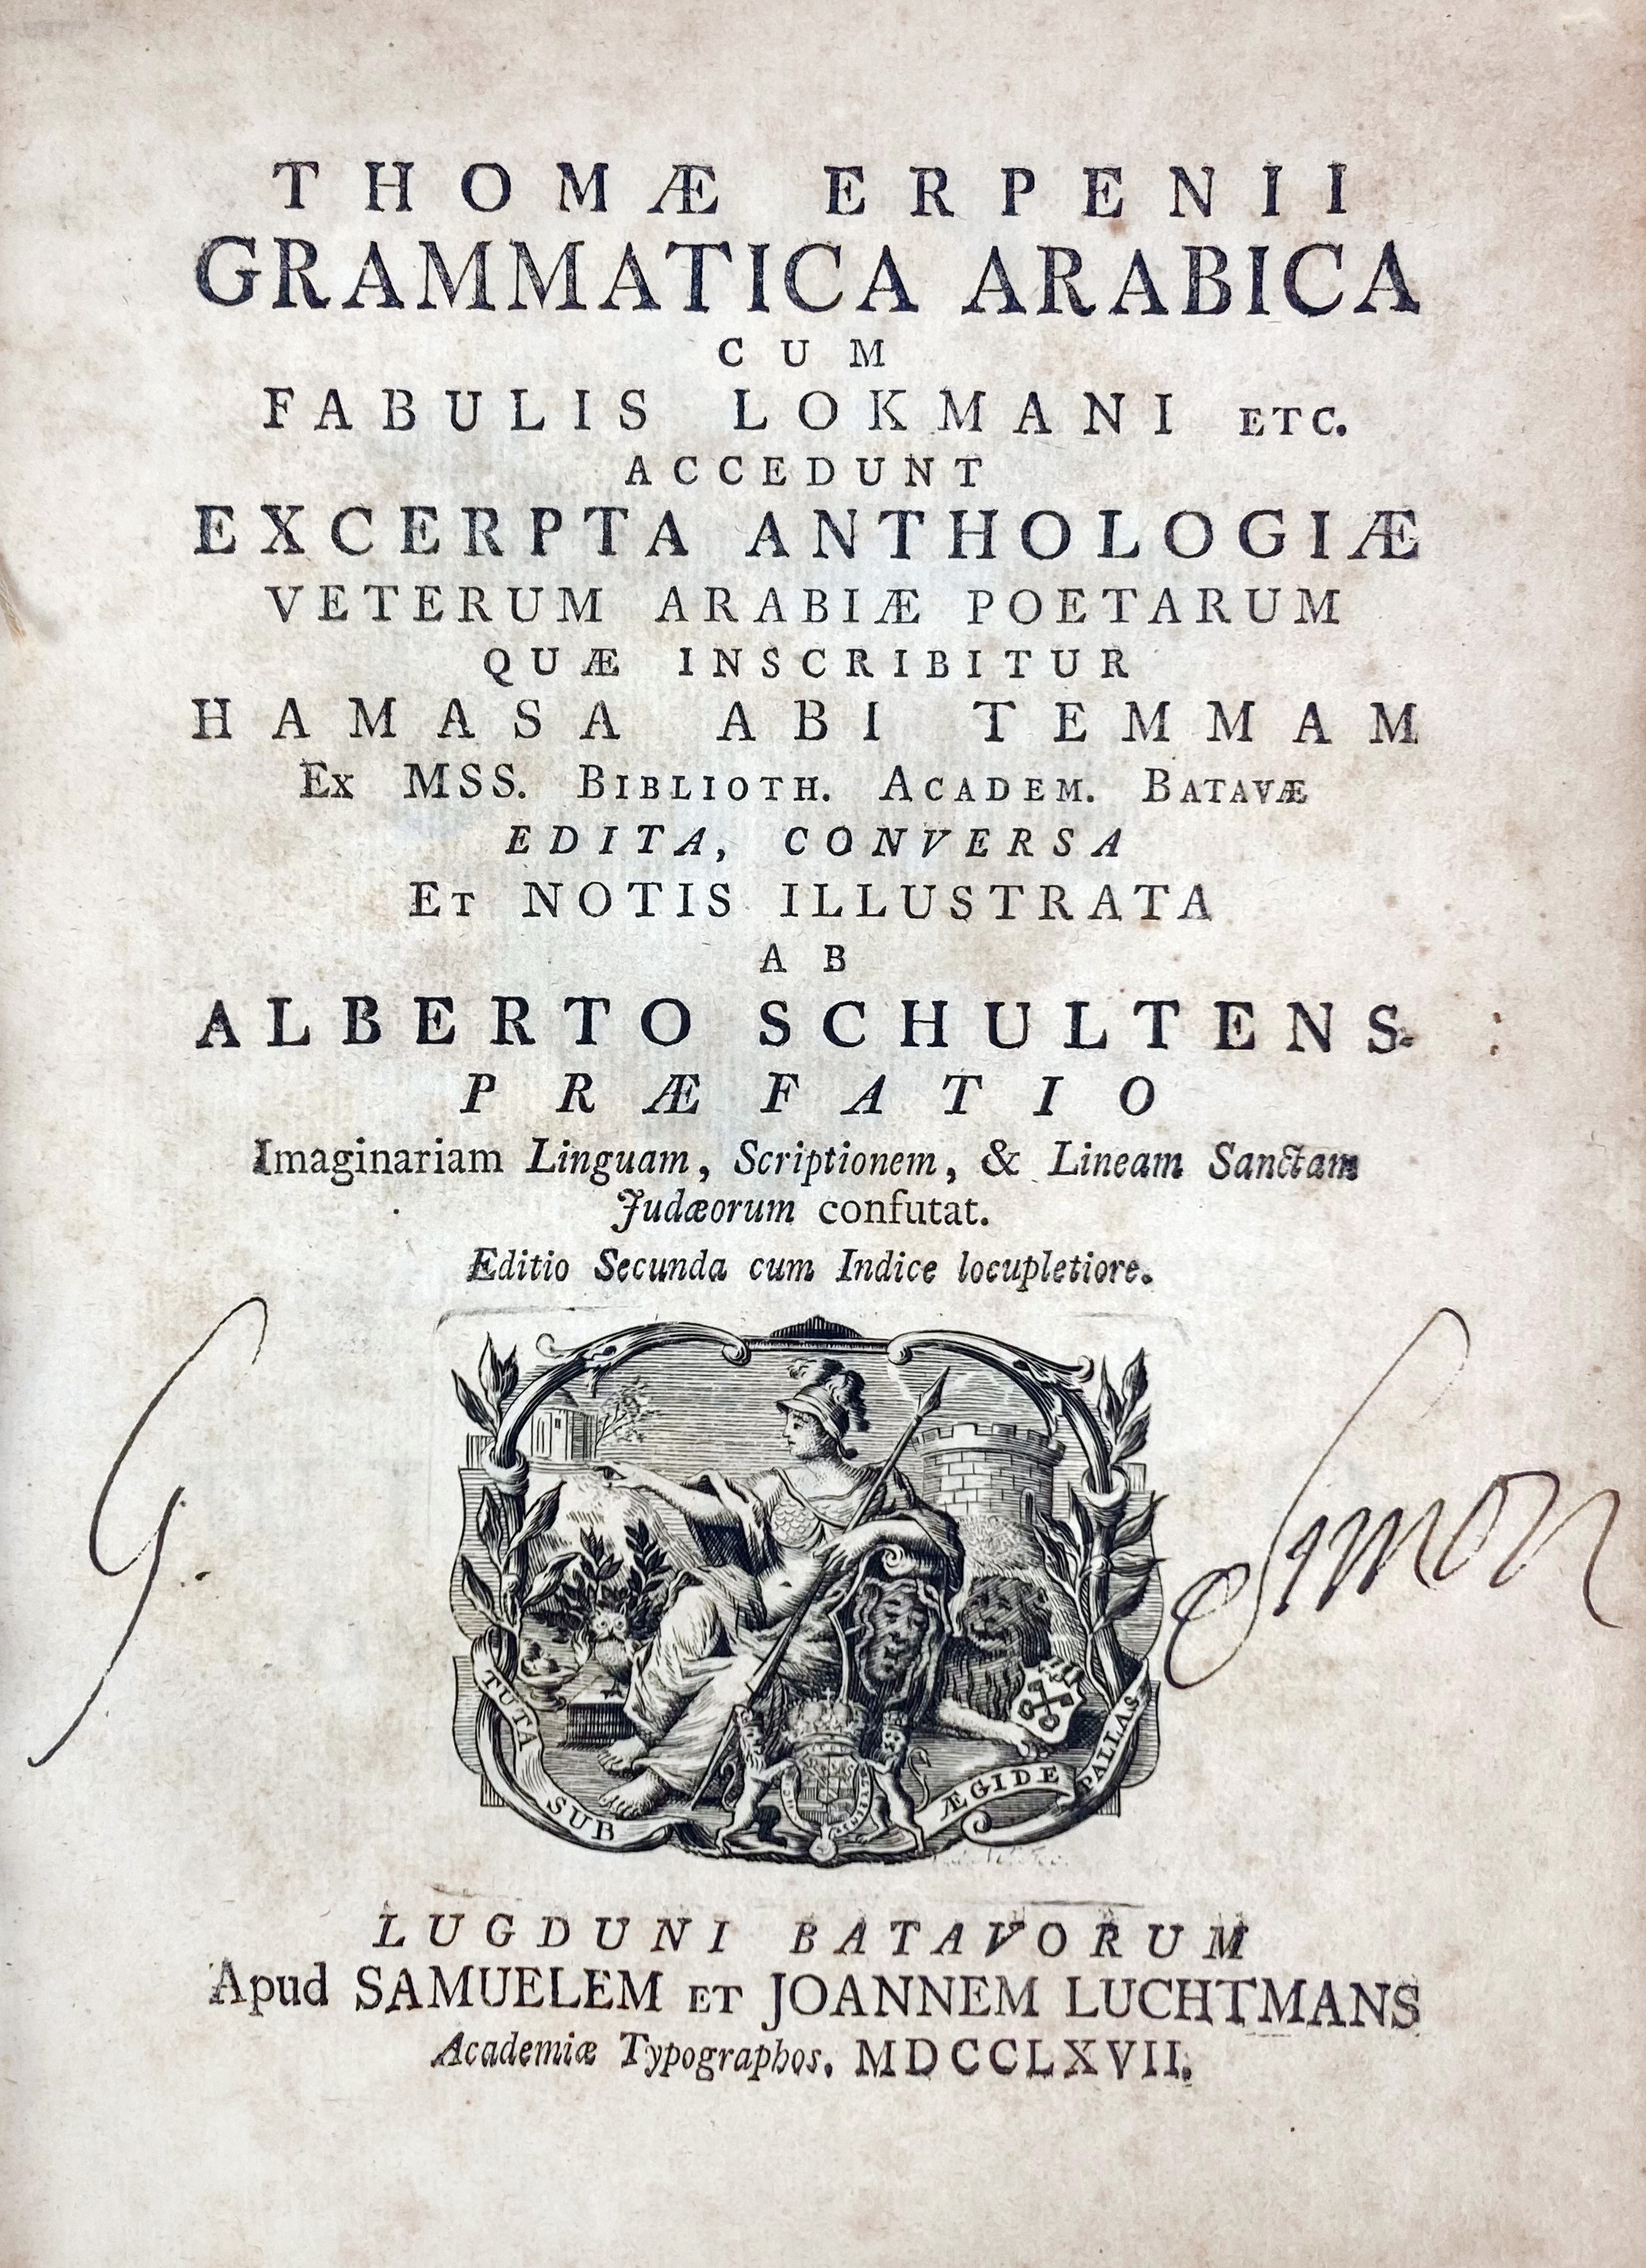 THOMÆ ERPENII
GRAMMATICA ARABICA
CUM
FABULIS LOKMANI ETC.
ACCEDUNT
EXCERPTA ANTHOLOGIÆ
VETERUM ARABIÆ POETARUM
QUÆ INSCRIBITUR
HAMASA ABI TEMMAM
Ex MSS. BIBLIOTH. ACADEM. BATAVÆ
EDITA, CONVERSA
ET NOTIS ILLUSTRATA
AB
ALBERTO SCHULTENS.
PRÆFATIO
Imaginariam Linguam, Scriptionem, & Lineam Sanctam
Judæorum confutat.
Editio Secunda cum Indice locupletiore.
G. Simon
TUTA SUB ÆGIDE PALLAS
LUGDUNI BATAVORUM
Apud SAMUELEM ET JOANNEM LUCHTMANS
Academiæ Typographos. MDCCLXVII.